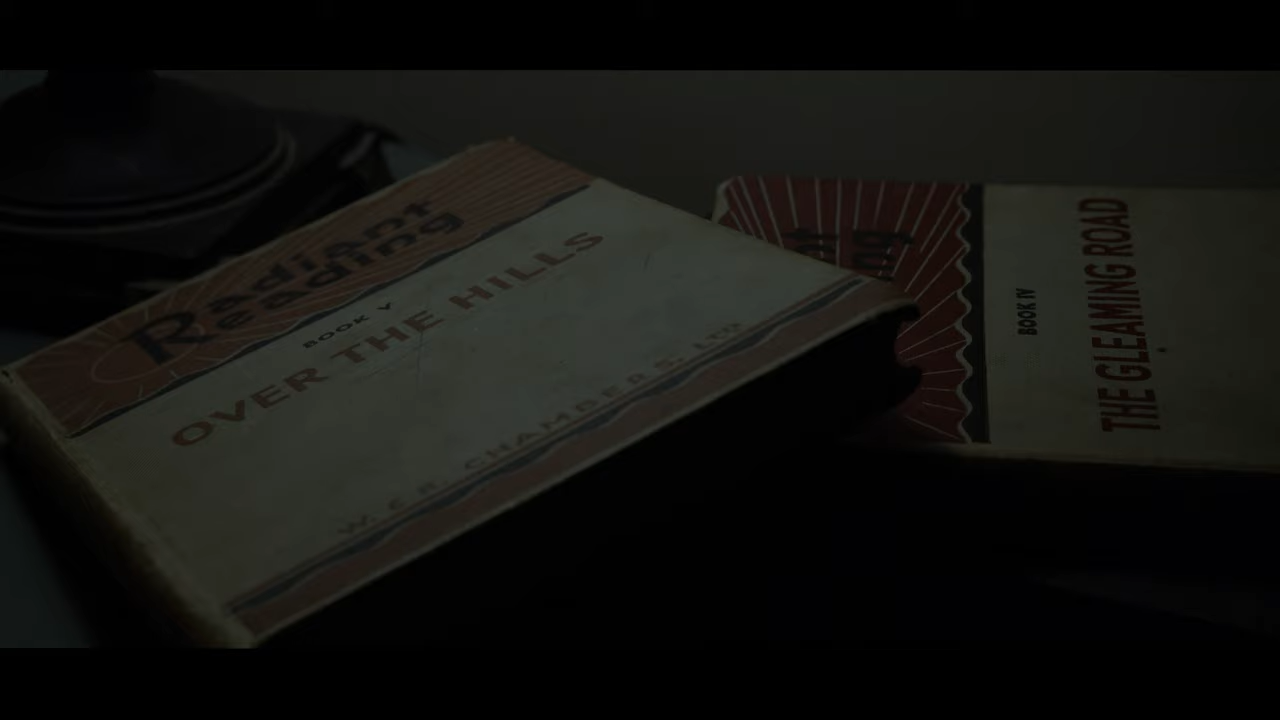 Radiant
Reading
BOOK V
OVER THE HILLS
W. & R. CHAMBERS, LTD
BOOK IV
THE GLEAMING ROAD